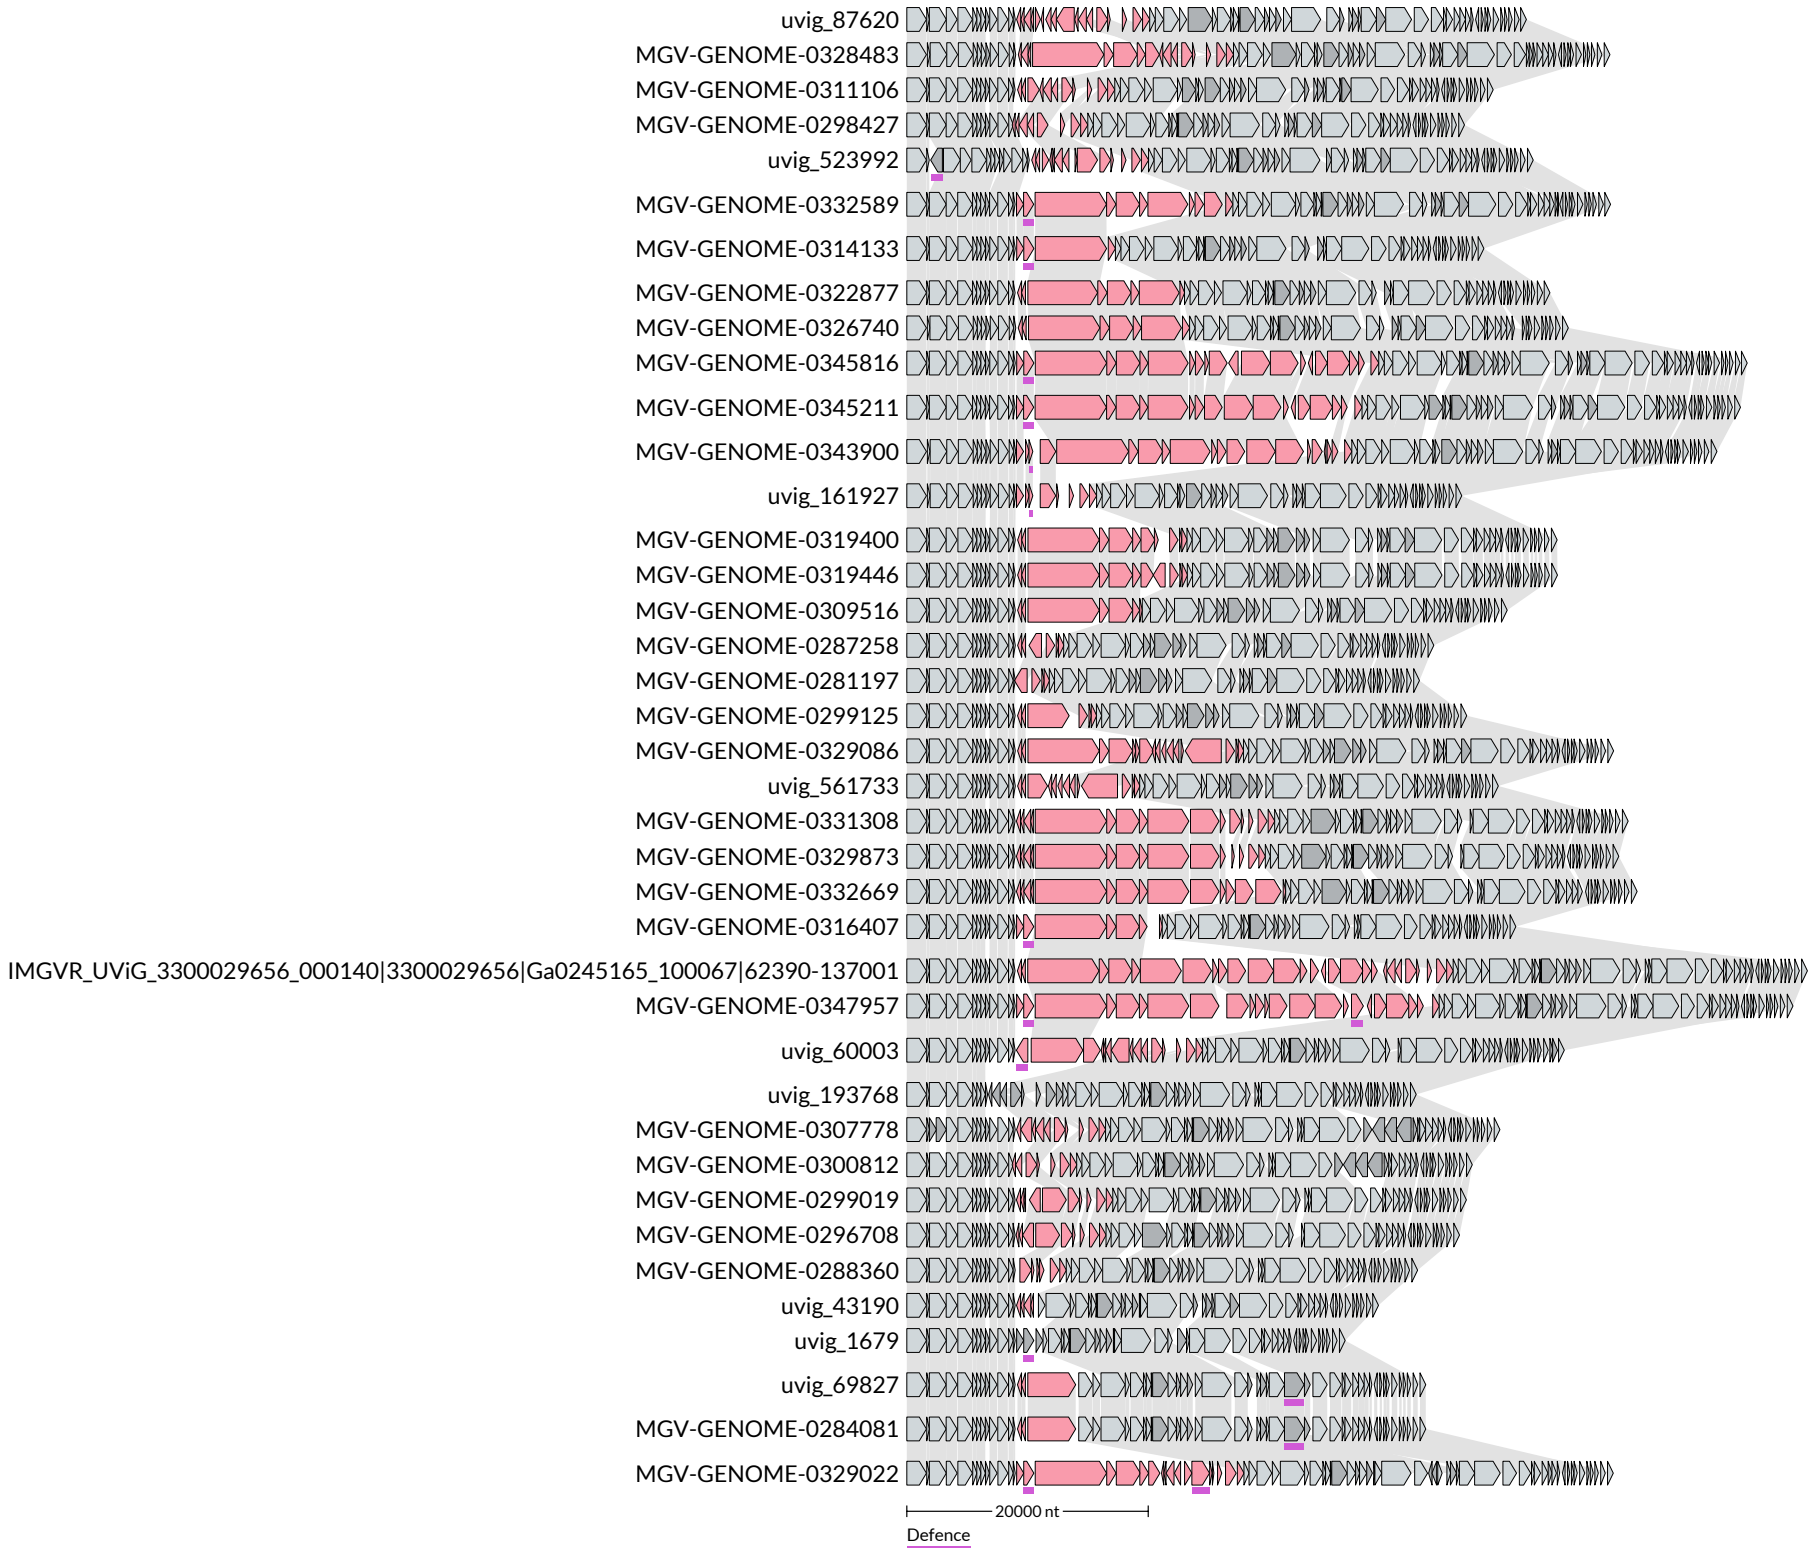 uvig_87620
MGV-GENOME-0328483
MGV-GENOME-0311106
MGV-GENOME-0298427
uvig_523992
MGV-GENOME-0332589
MGV-GENOME-0314133
MGV-GENOME-0322877
MGV-GENOME-0326740
MGV-GENOME-0345816
MGV-GENOME-0345211
MGV-GENOME-0343900
uvig_161927
MGV-GENOME-0319400
MGV-GENOME-0319446
MGV-GENOME-0309516
MGV-GENOME-0287258
MGV-GENOME-0281197
MGV-GENOME-0299125
MGV-GENOME-0329086
uvig_561733
MGV-GENOME-0331308
MGV-GENOME-0329873
MGV-GENOME-0332669
MGV-GENOME-0316407
IMGVR_UViG_3300029656_000140|3300029656|Ga0245165_100067|62390-137001
MGV-GENOME-0347957
uvig_60003
uvig_193768
MGV-GENOME-0307778
MGV-GENOME-0300812
MGV-GENOME-0299019
MGV-GENOME-0296708
MGV-GENOME-0288360
uvig_43190
uvig_1679
uvig_69827
MGV-GENOME-0284081
MGV-GENOME-0329022
20000 nt
Defence